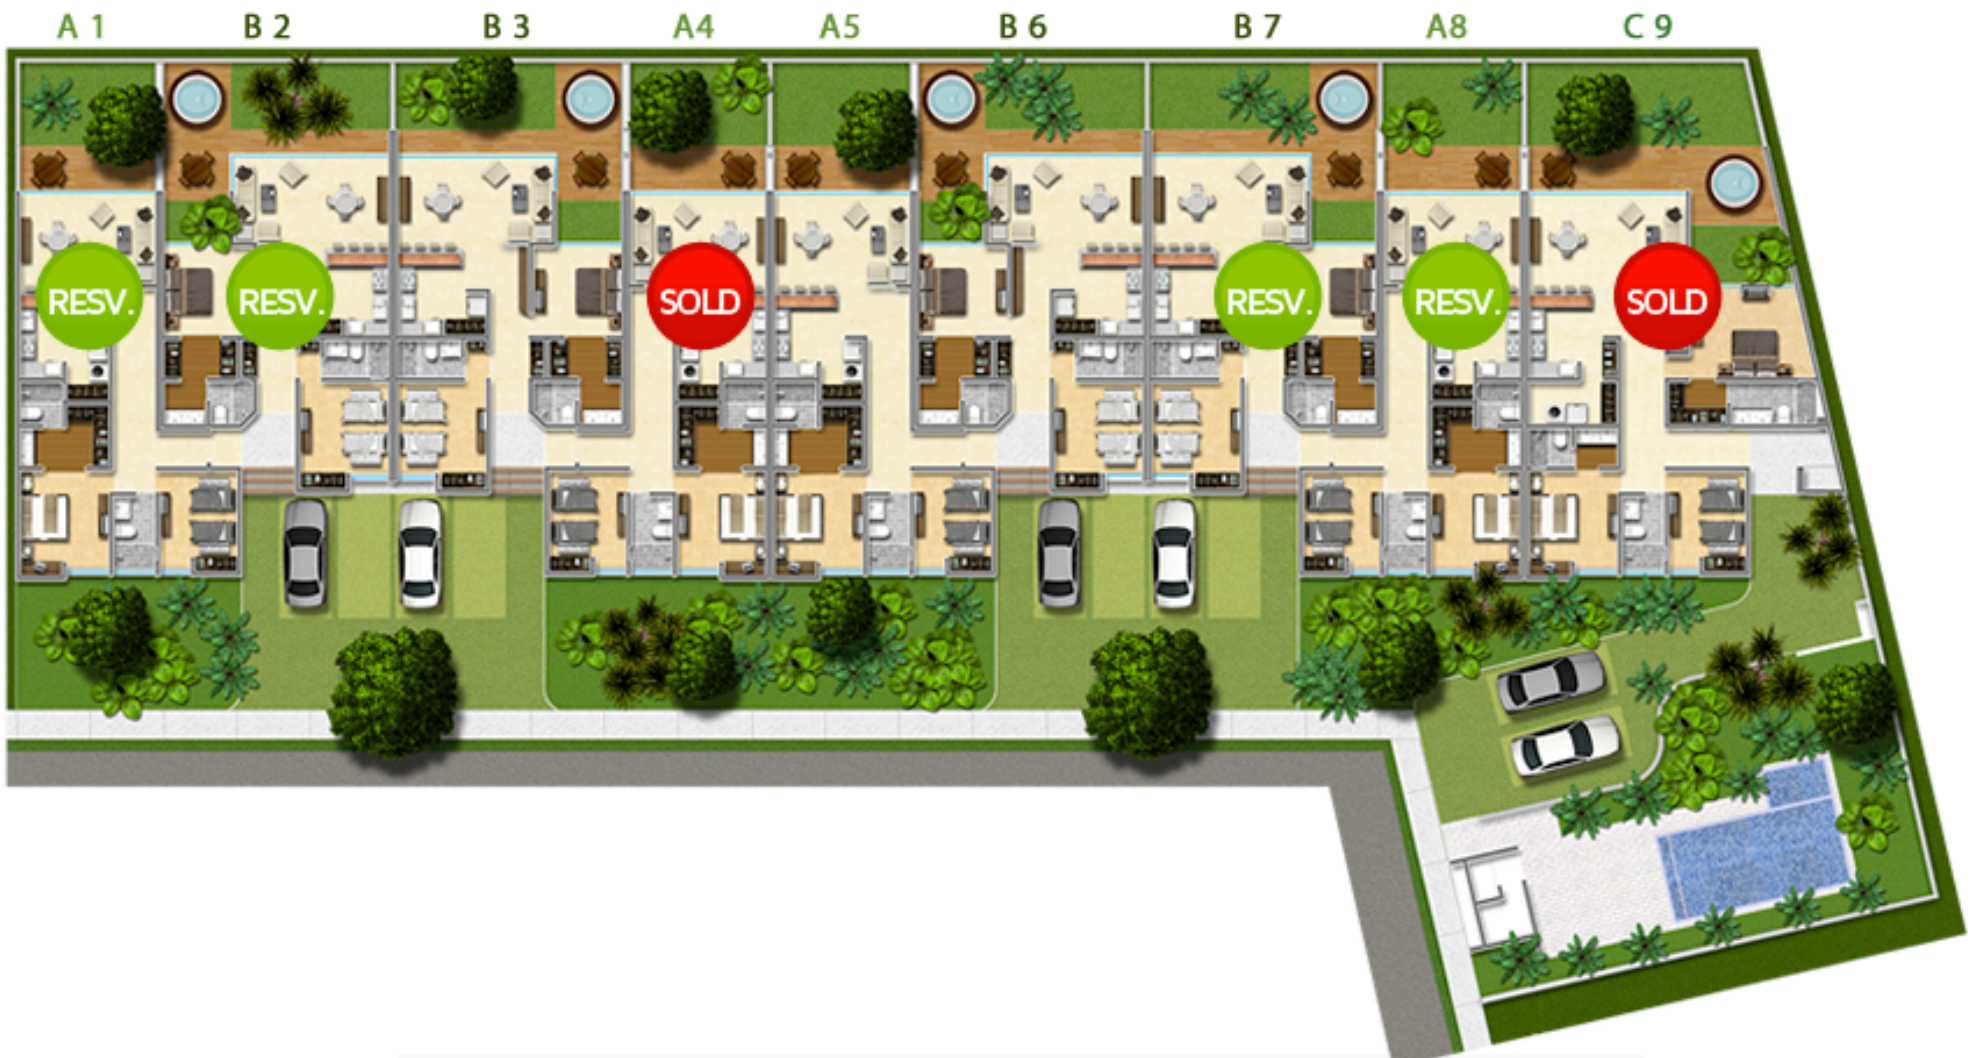 A 1 B 2 B 3 A4 A5 B 6 B 7 A8 C 9
RESV. RESV. SOLD RESV. RESV. SOLD